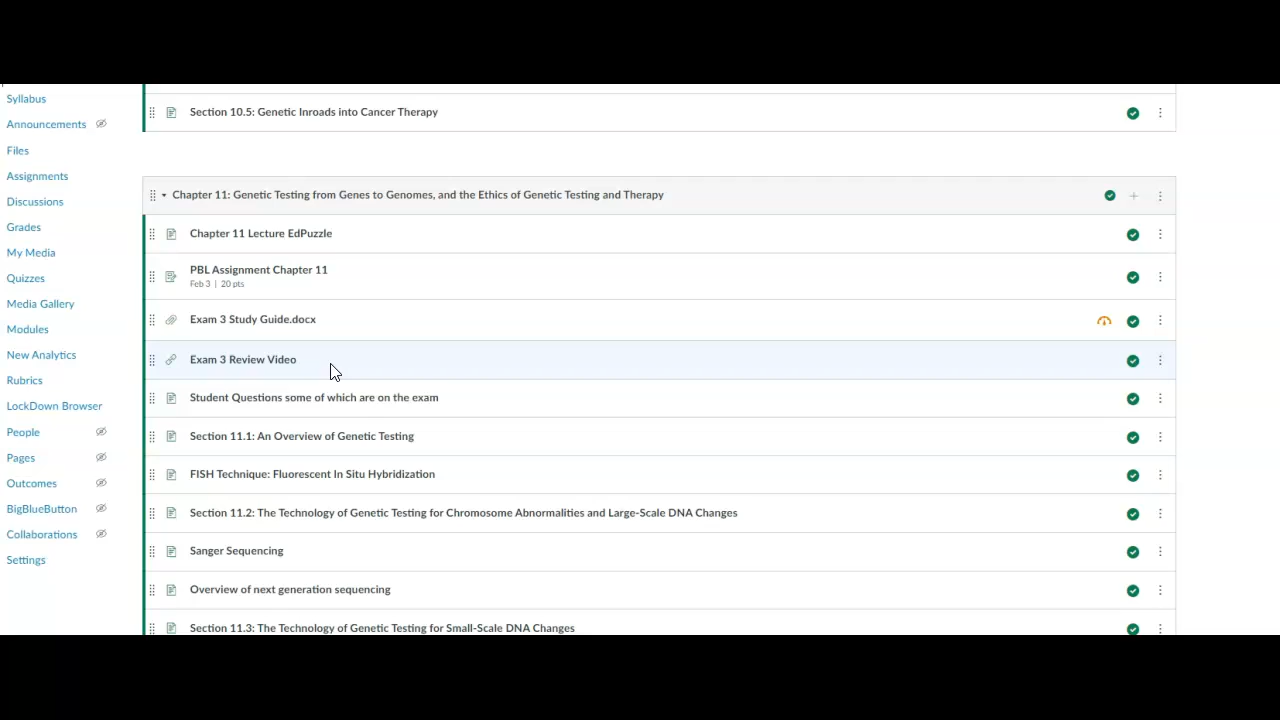 Syllabus
Announcements
Files
Assignments
Discussions
Grades
My Media
Quizzes
Media Gallery
Modules
New Analytics
Rubrics
LockDown Browser
People
Pages
Outcomes
BigBlueButton
Collaborations
Settings
Section 10.5: Genetic Inroads into Cancer Therapy
Chapter 11: Genetic Testing from Genes to Genomes, and the Ethics of Genetic Testing and Therapy
Chapter 11 Lecture EdPuzzle
PBL Assignment Chapter 11
Feb 3 | 20 pts
Exam 3 Study Guide.docx
Exam 3 Review Video
Student Questions some of which are on the exam
Section 11.1: An Overview of Genetic Testing
FISH Technique: Fluorescent In Situ Hybridization
Section 11.2: The Technology of Genetic Testing for Chromosome Abnormalities and Large-Scale DNA Changes
Sanger Sequencing
Overview of next generation sequencing
Section 11.3: The Technology of Genetic Testing for Small-Scale DNA Changes